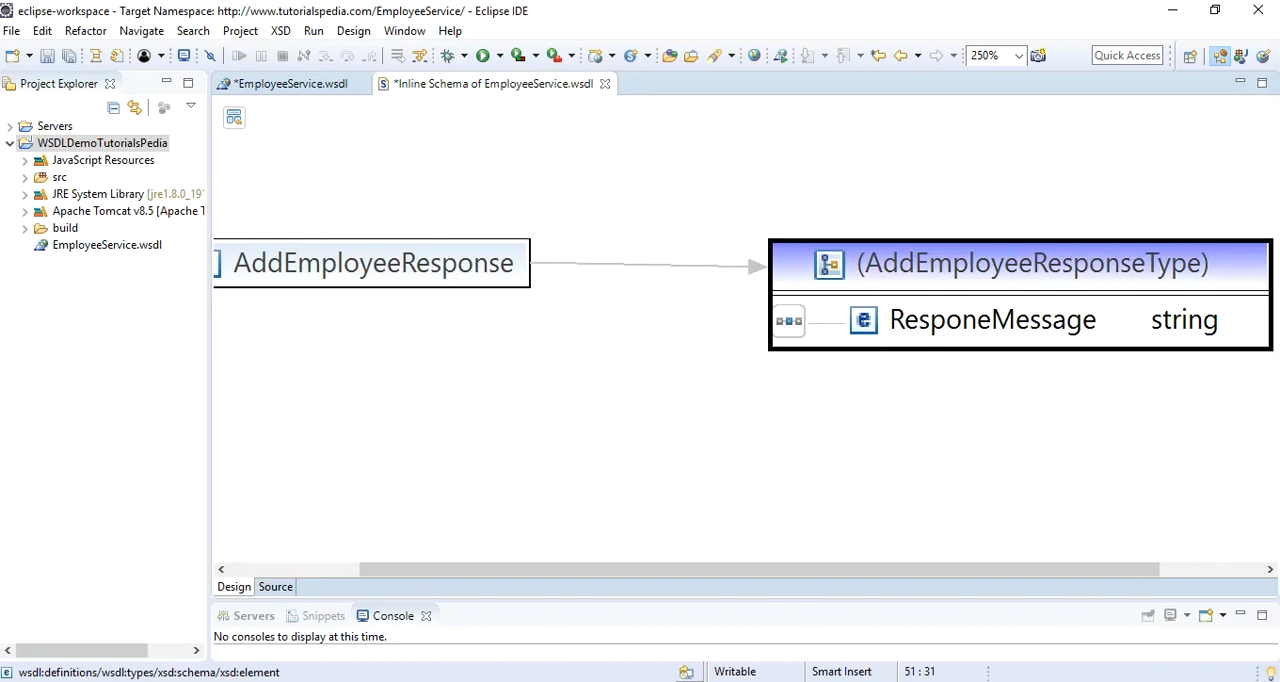 eclipse-workspace - Target Namespace: http://www.tutorialspedia.com/EmployeeService/ - Eclipse IDE
File Edit Refactor Navigate Search Project XSD Run Design Window Help
250% Quick Access
Project Explorer
*EmployeeService.wsdl
*Inline Schema of EmployeeService.wsdl
Servers
WSDLDemoTutorialsPedia
JavaScript Resources
src
JRE System Library [jre1.8.0_19
Apache Tomcat v8.5 [Apache T
build
EmployeeService.wsdl
AddEmployeeResponse
(AddEmployeeResponseType)
ResponeMessage string
Design Source
Servers Snippets Console
No consoles to display at this time.
wsdl:definitions/wsdl:types/xsd:schema/xsd:element
Writable Smart Insert 51 : 31